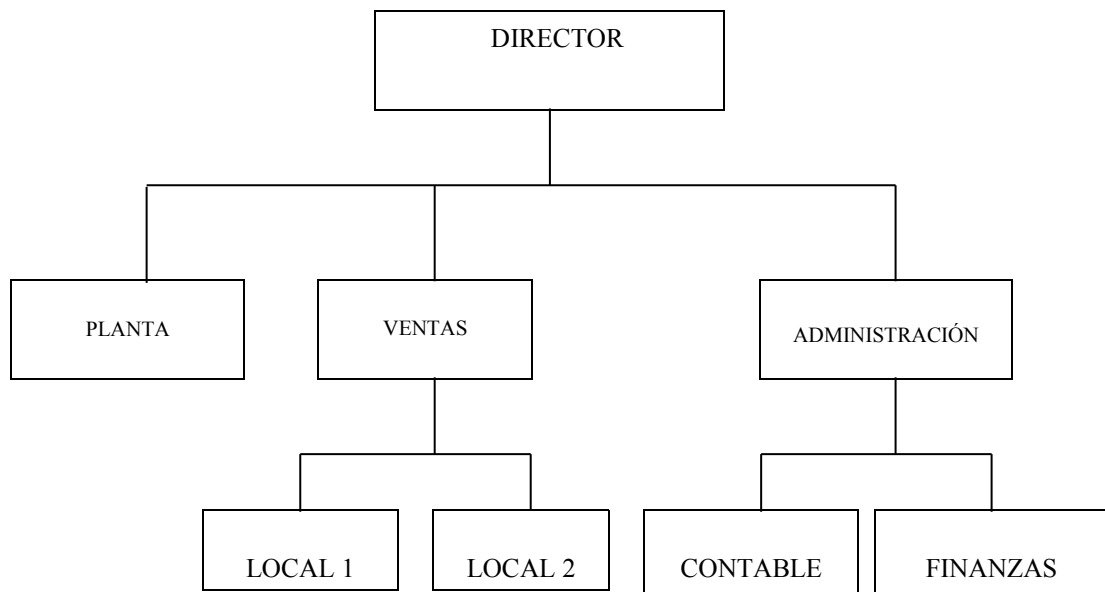 DIRECTOR
PLANTA
VENTAS
ADMINISTRACIÓN
LOCAL 1
LOCAL 2
CONTABLE
FINANZAS